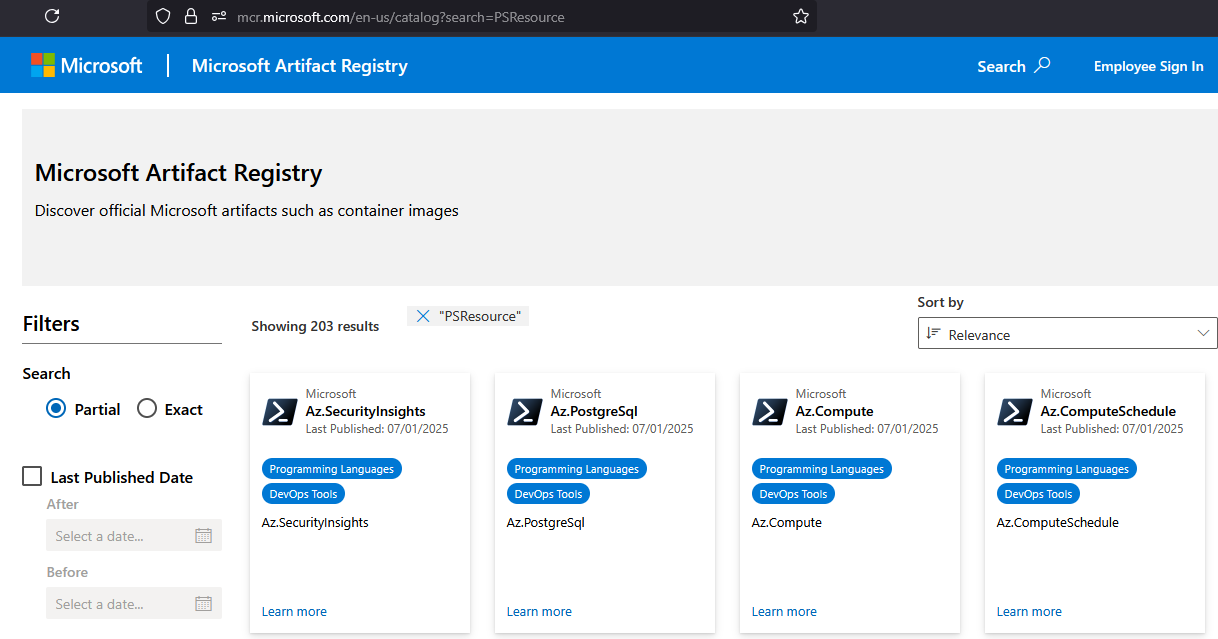 mcr.microsoft.com/en-us/catalog?search=PSResource
Microsoft | Microsoft Artifact Registry
Search
Employee Sign In
Microsoft Artifact Registry
Discover official Microsoft artifacts such as container images
Filters
Search
Partial
Exact
Last Published Date
After
Select a date...
Before
Select a date...
Showing 203 results
"PSResource"
Sort by
Relevance
Microsoft
Az.SecurityInsights
Last Published: 07/01/2025
Programming Languages
DevOps Tools
Az.SecurityInsights
Learn more
Microsoft
Az.PostgreSql
Last Published: 07/01/2025
Programming Languages
DevOps Tools
Az.PostgreSql
Learn more
Microsoft
Az.Compute
Last Published: 07/01/2025
Programming Languages
DevOps Tools
Az.Compute
Learn more
Microsoft
Az.ComputeSchedule
Last Published: 07/01/2025
Programming Languages
DevOps Tools
Az.ComputeSchedule
Learn more